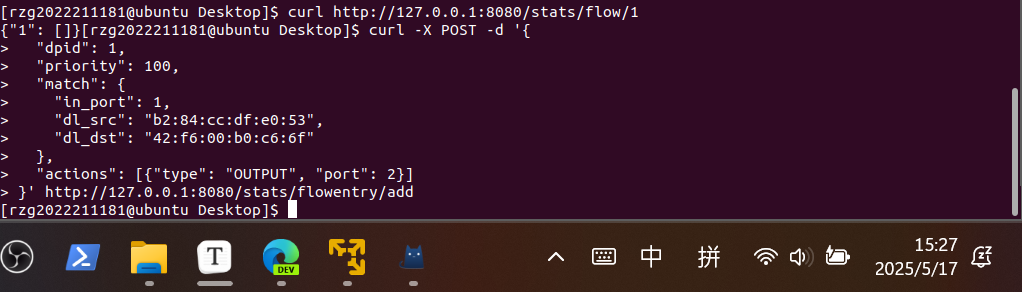 [rzg2022211181@ubuntu Desktop]$ curl http://127.0.0.1:8080/stats/flow/1
{"1": []}[rzg2022211181@ubuntu Desktop]$ curl -X POST -d '{
>   "dpid": 1,
>   "priority": 100,
>   "match": {
>     "in_port": 1,
>     "dl_src": "b2:84:cc:df:e0:53",
>     "dl_dst": "42:f6:00:b0:c6:6f"
>   },
>   "actions": [{"type": "OUTPUT", "port": 2}]
> }' http://127.0.0.1:8080/stats/flowentry/add
[rzg2022211181@ubuntu Desktop]$
T
DEV
中
拼
15:27
2025/5/17